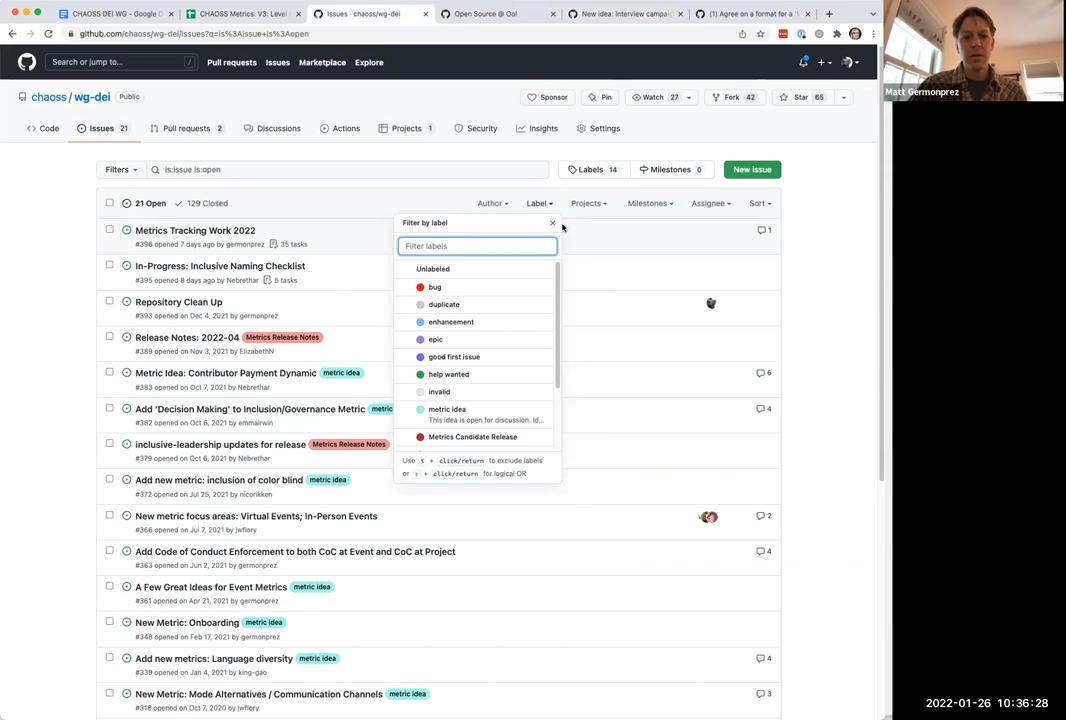 CHAOSS DEI WG - Google D
CHAOSS Metrics: V3: Level
Issues · chaoss/wg-dei
Open Source @ Ool
New idea: Interview campaig
(1) Agree on a format for a 'M
github.com/chaoss/wg-dei/issues?q=is%3Aissue+is%3Aopen
Search or jump to...
/
Pull requests
Issues
Marketplace
Explore
Matt Germonprez
chaoss / wg-dei
Public
Sponsor
Pin
Watch 27
Fork 42
Star 65
Code
Issues 21
Pull requests 2
Discussions
Actions
Projects 1
Security
Insights
Settings
Filters
is:issue is:open
Labels 14
Milestones 0
New issue
21 Open
129 Closed
Author
Label
Projects
Milestones
Assignee
Sort
Filter by label
Filter labels
Unlabeled
bug
duplicate
enhancement
epic
good first issue
help wanted
invalid
metric idea
This idea is open for discussion. Id...
Metrics Candidate Release
Use ⌥ + click/return to exclude labels
or ⇧ + click/return for logical OR
Metrics Tracking Work 2022
1
#396 opened 7 days ago by germonprez 35 tasks
In-Progress: Inclusive Naming Checklist
#395 opened 8 days ago by Nebrethar 5 tasks
Repository Clean Up
#393 opened on Dec 4, 2021 by germonprez
Release Notes: 2022-04 Metrics Release Notes
#389 opened on Nov 3, 2021 by ElizabethN
Metric Idea: Contributor Payment Dynamic metric idea
6
#383 opened on Oct 7, 2021 by Nebrethar
Add 'Decision Making' to Inclusion/Governance Metric metric
4
#382 opened on Oct 6, 2021 by emmairwin
inclusive-leadership updates for release Metrics Release Notes
#379 opened on Oct 6, 2021 by Nebrethar
Add new metric: inclusion of color blind metric idea
#372 opened on Jul 25, 2021 by nicorikken
New metric focus areas: Virtual Events; In-Person Events
2
#366 opened on Jul 7, 2021 by jwflory
Add Code of Conduct Enforcement to both CoC at Event and CoC at Project
4
#363 opened on Jun 2, 2021 by germonprez
A Few Great Ideas for Event Metrics metric idea
#361 opened on Apr 21, 2021 by germonprez
New Metric: Onboarding metric idea
#348 opened on Feb 17, 2021 by germonprez
Add new metrics: Language diversity metric idea
4
#339 opened on Jan 4, 2021 by king-gao
New Metric: Mode Alternatives / Communication Channels metric idea
3
#318 opened on Oct 7, 2020 by jwflory
2022-01-26 10:36:28